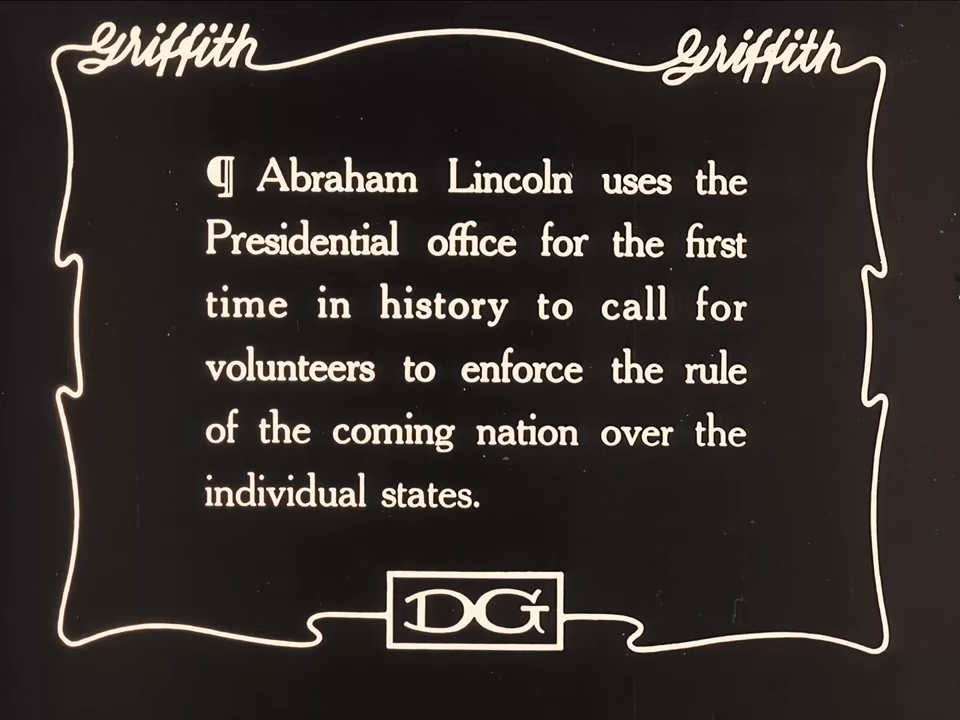 Griffith Griffith
¶ Abraham Lincoln uses the
Presidential office for the first
time in history to call for
volunteers to enforce the rule
of the coming nation over the
individual states.
DG